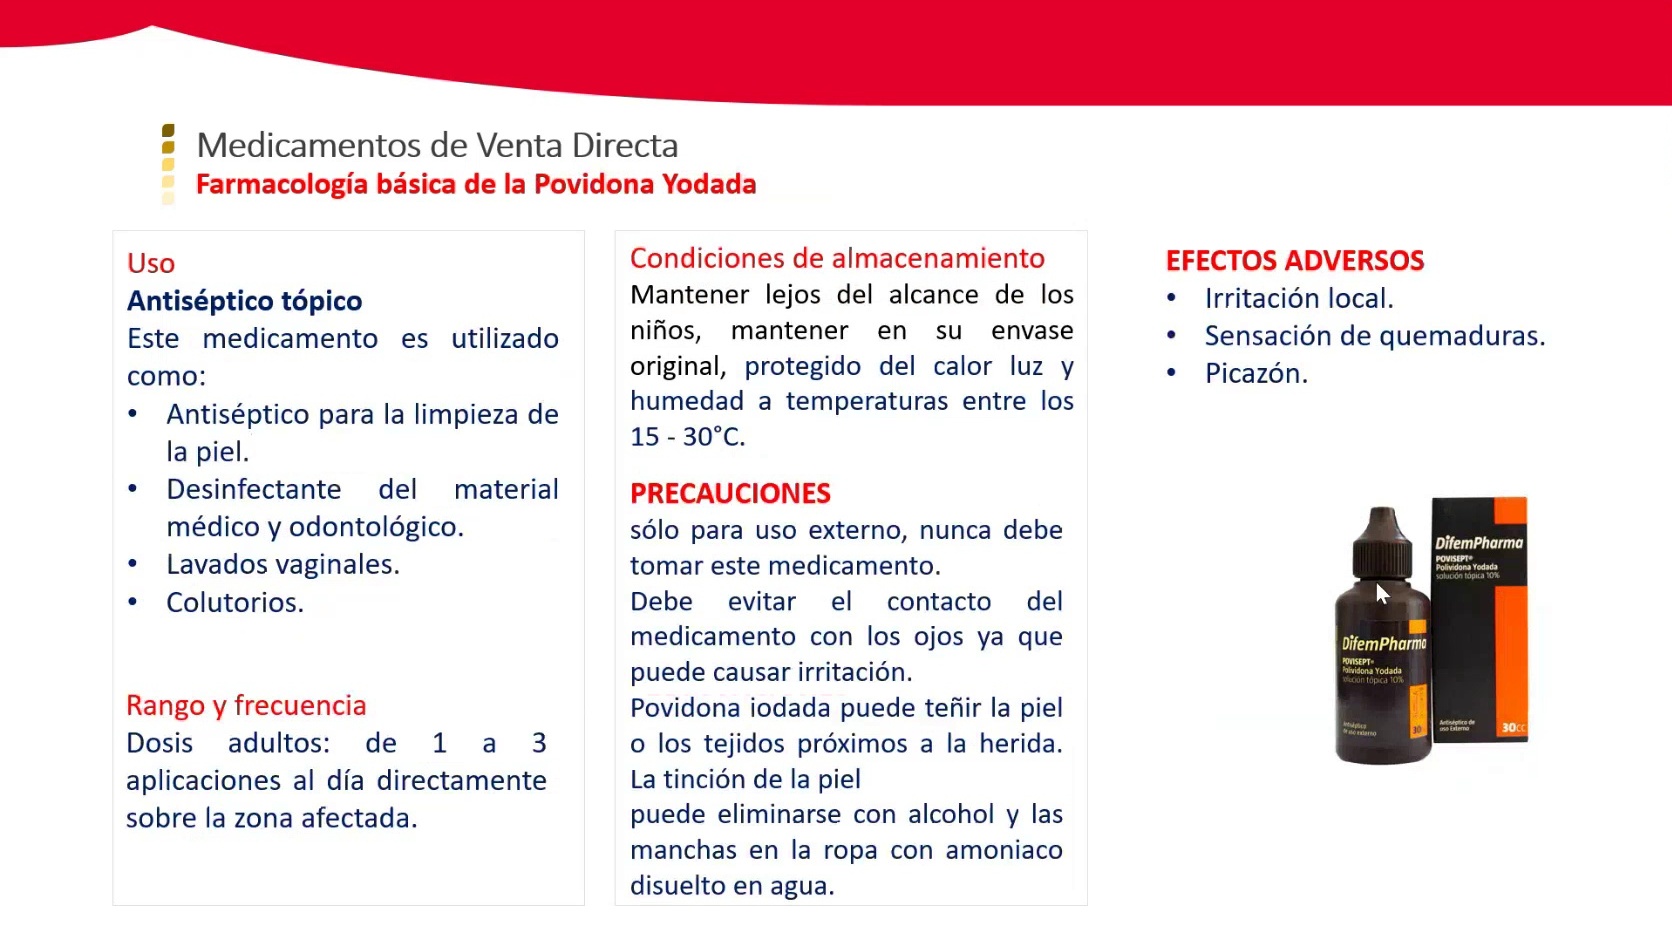 Medicamentos de Venta Directa
Farmacología básica de la Povidona Yodada
Uso
Antiséptico tópico
Este medicamento es utilizado
como:
• Antiséptico para la limpieza de
la piel.
• Desinfectante del material
médico y odontológico.
• Lavados vaginales.
• Colutorios.
Rango y frecuencia
Dosis adultos: de 1 a 3
aplicaciones al día directamente
sobre la zona afectada.
Condiciones de almacenamiento
Mantener lejos del alcance de los
niños, mantener en su envase
original, protegido del calor luz y
humedad a temperaturas entre los
15 - 30°C.
PRECAUCIONES
sólo para uso externo, nunca debe
tomar este medicamento.
Debe evitar el contacto del
medicamento con los ojos ya que
puede causar irritación.
Povidona iodada puede teñir la piel
o los tejidos próximos a la herida.
La tinción de la piel
puede eliminarse con alcohol y las
manchas en la ropa con amoniaco
disuelto en agua.
EFECTOS ADVERSOS
• Irritación local.
• Sensación de quemaduras.
• Picazón.
DifemPharma
POVISEPT®
Polividona Yodada
solución tópica 10%
Antiséptico
de uso externo
30
DifemPharma
POVISEPT®
Polividona Yodada
solución tópica 10%
Antiséptico de
uso Externo
30cc